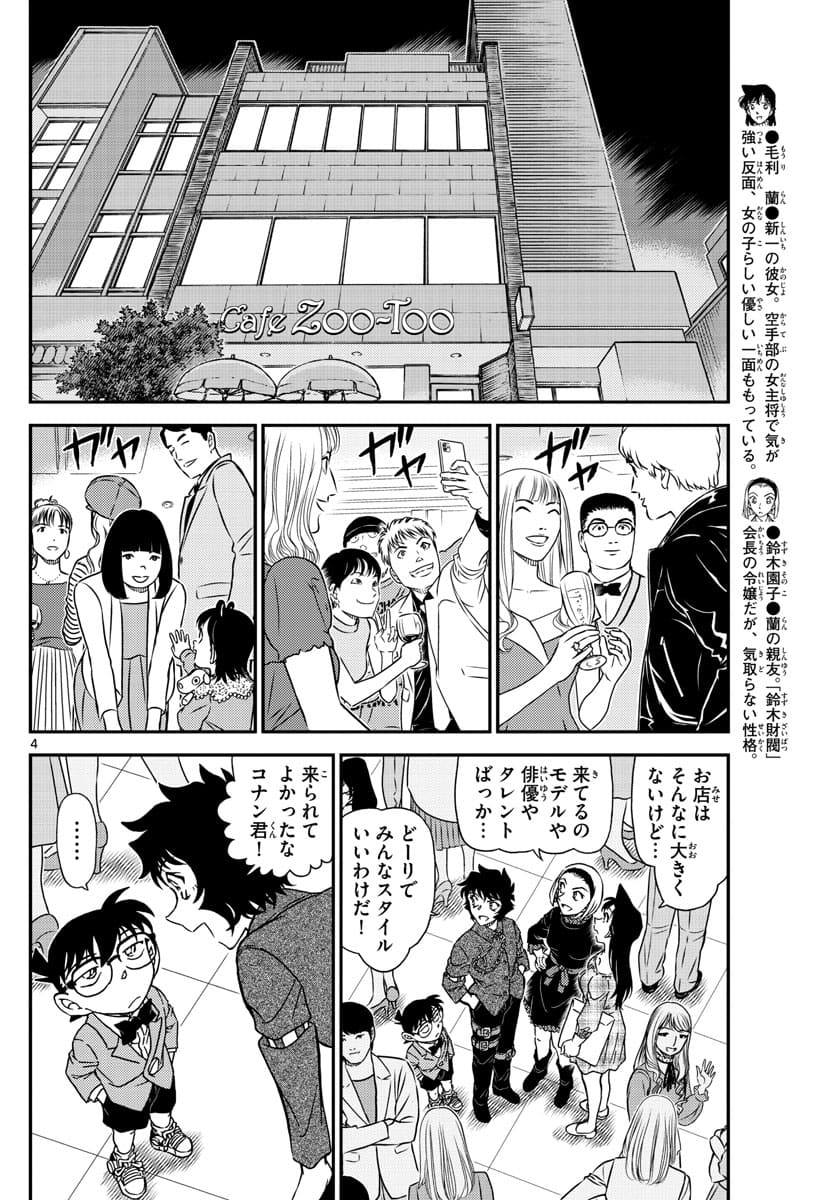 ●毛利 蘭●新一の彼女。空手部の女主将で気が
強い反面、女の子らしい優しい一面ももっている。
●鈴木園子●蘭の親友。「鈴木財閥」
会長の令嬢だが、気取らない性格。
Cafe Zoo-Too
ガヤ
ガヤ
ガヤ
4
お店は
そんなに大きく
ないけど…
来てるの
モデルや
俳優や
タレント
ばっか…
どーりで
みんなスタイル
いいわけだ！
来られて
よかったな
コナン君！
……